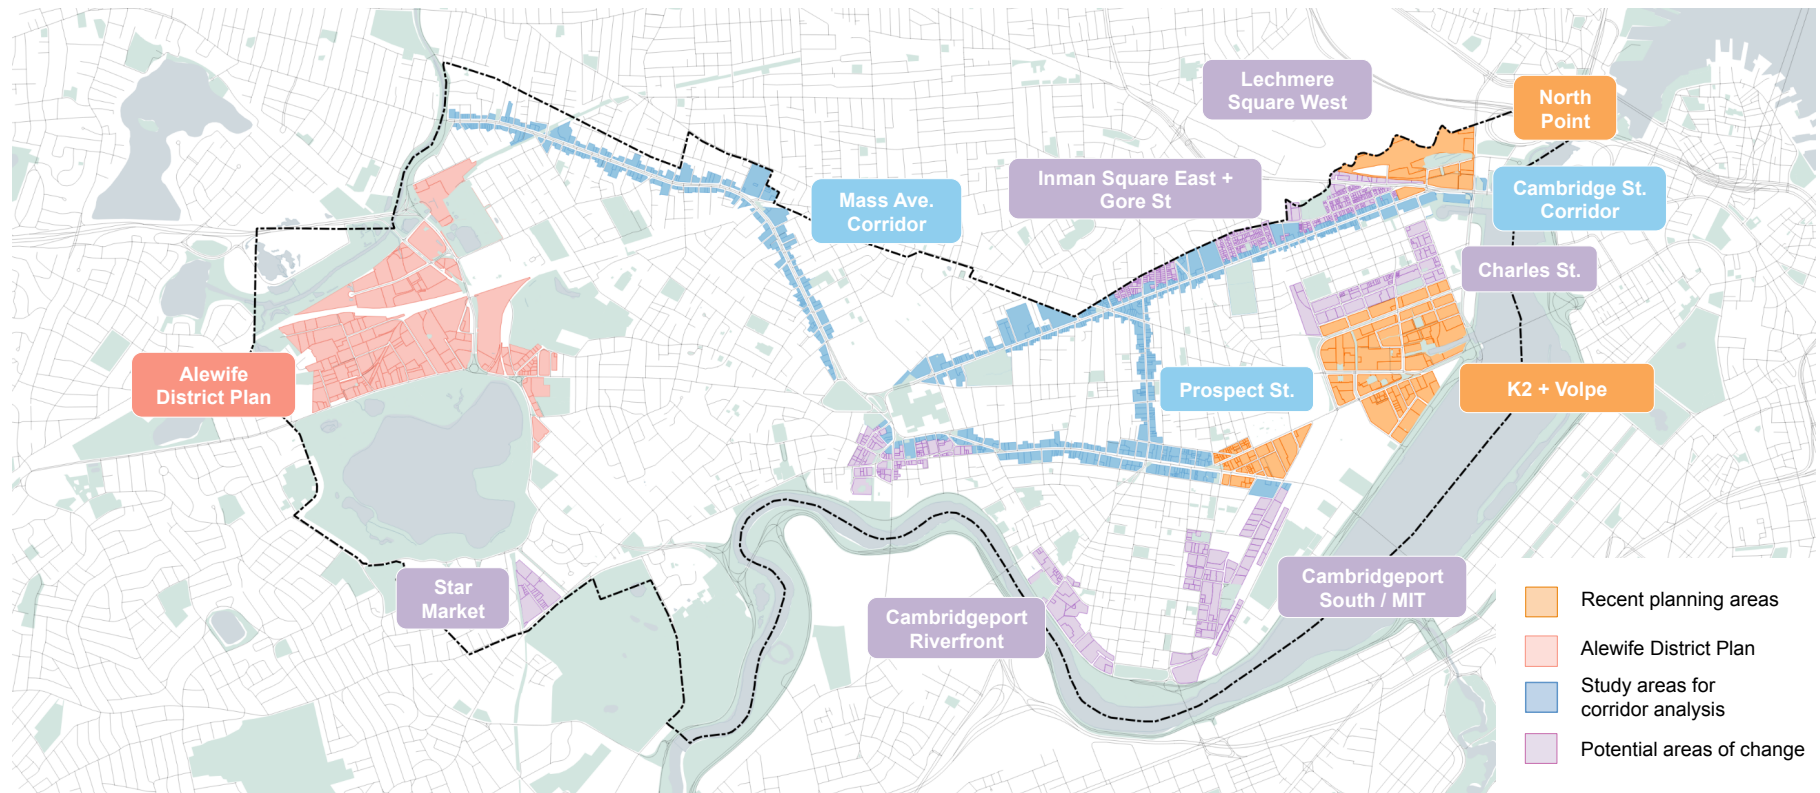 Lechmere
Square West
North
Point
Inman Square East +
Gore St
Mass Ave.
Corridor
Cambridge St.
Corridor
Charles St.
Alewife
District Plan
Prospect St.
K2 + Volpe
Star
Market
Cambridgeport
Riverfront
Cambridgeport
South / MIT
Recent planning areas
Alewife District Plan
Study areas for
corridor analysis
Potential areas of change